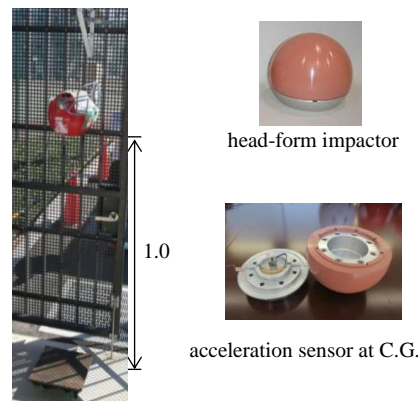 head-form impactor
1.0
acceleration sensor at C.G.